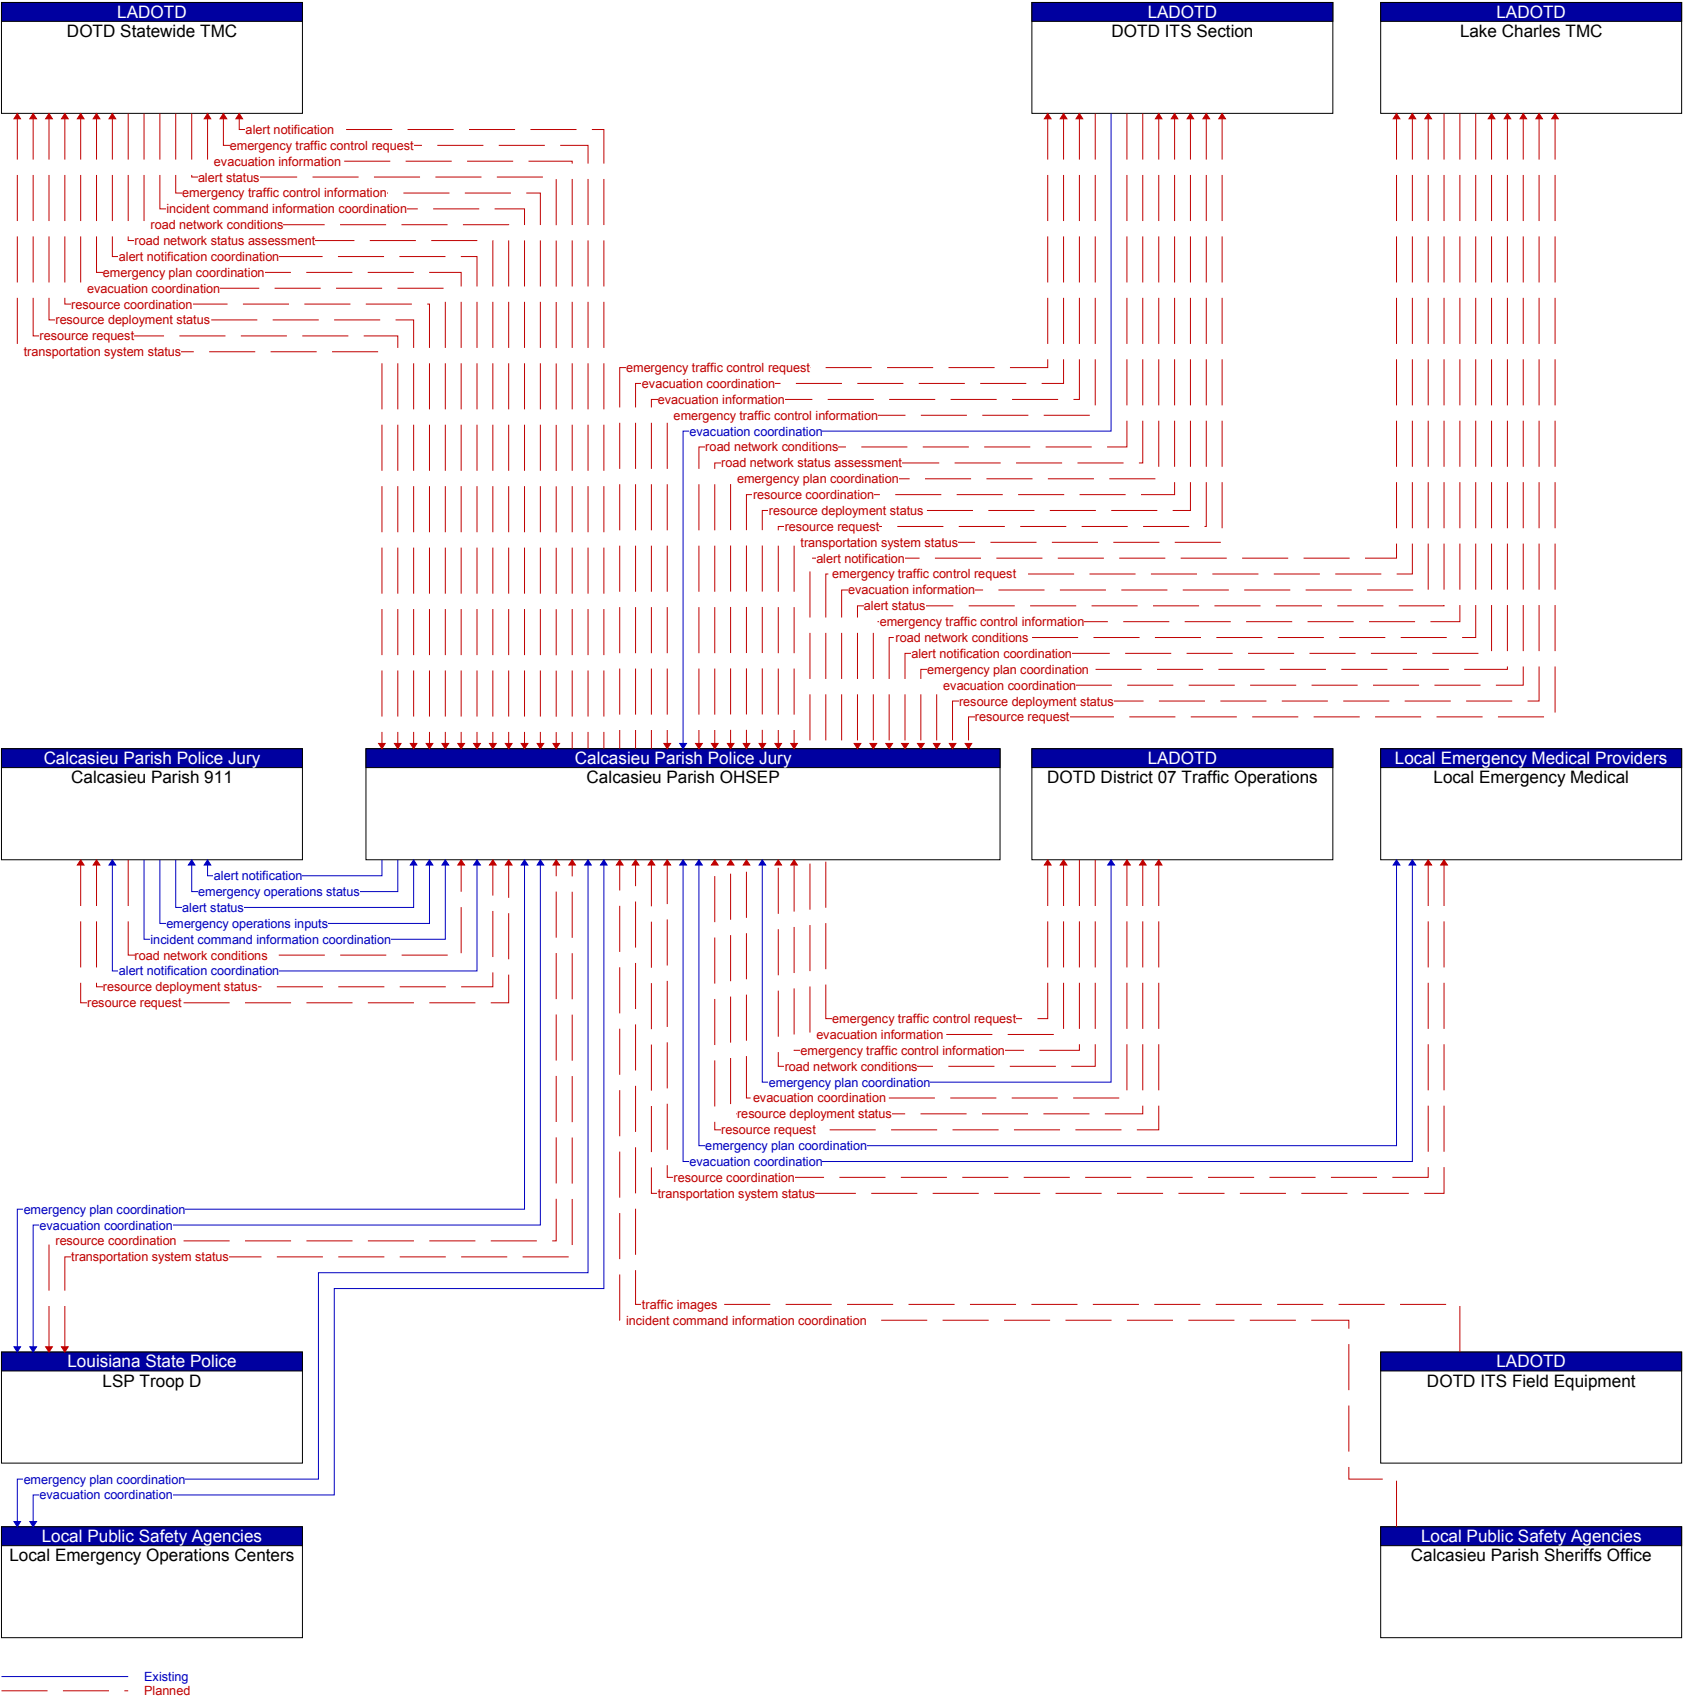 LADOTD
DOTD Statewide TMC
LADOTD
DOTD ITS Section
LADOTD
Lake Charles TMC
alert notification
emergency traffic control request
evacuation information
alert status
emergency traffic control information
incident command information coordination
road network conditions
road network status assessment
alert notification coordination
emergency plan coordination
evacuation coordination
resource coordination
resource deployment status
resource request
transportation system status
emergency traffic control request
evacuation coordination
evacuation information
emergency traffic control information
evacuation coordination
road network conditions
road network status assessment
emergency plan coordination
resource coordination
resource deployment status
resource request
transportation system status
alert notification
emergency traffic control request
evacuation information
alert status
emergency traffic control information
road network conditions
alert notification coordination
emergency plan coordination
evacuation coordination
resource deployment status
resource request
Calcasieu Parish Police Jury
Calcasieu Parish 911
Calcasieu Parish Police Jury
Calcasieu Parish OHSEP
LADOTD
DOTD District 07 Traffic Operations
Local Emergency Medical Providers
Local Emergency Medical
alert notification
emergency operations status
alert status
emergency operations inputs
incident command information coordination
road network conditions
alert notification coordination
resource deployment status
resource request
emergency traffic control request
evacuation information
emergency traffic control information
road network conditions
emergency plan coordination
evacuation coordination
resource deployment status
resource request
emergency plan coordination
evacuation coordination
resource coordination
transportation system status
emergency plan coordination
evacuation coordination
resource coordination
transportation system status
traffic images
incident command information coordination
Louisiana State Police
LSP Troop D
LADOTD
DOTD ITS Field Equipment
emergency plan coordination
evacuation coordination
Local Public Safety Agencies
Local Emergency Operations Centers
Local Public Safety Agencies
Calcasieu Parish Sheriffs Office
Existing
Planned